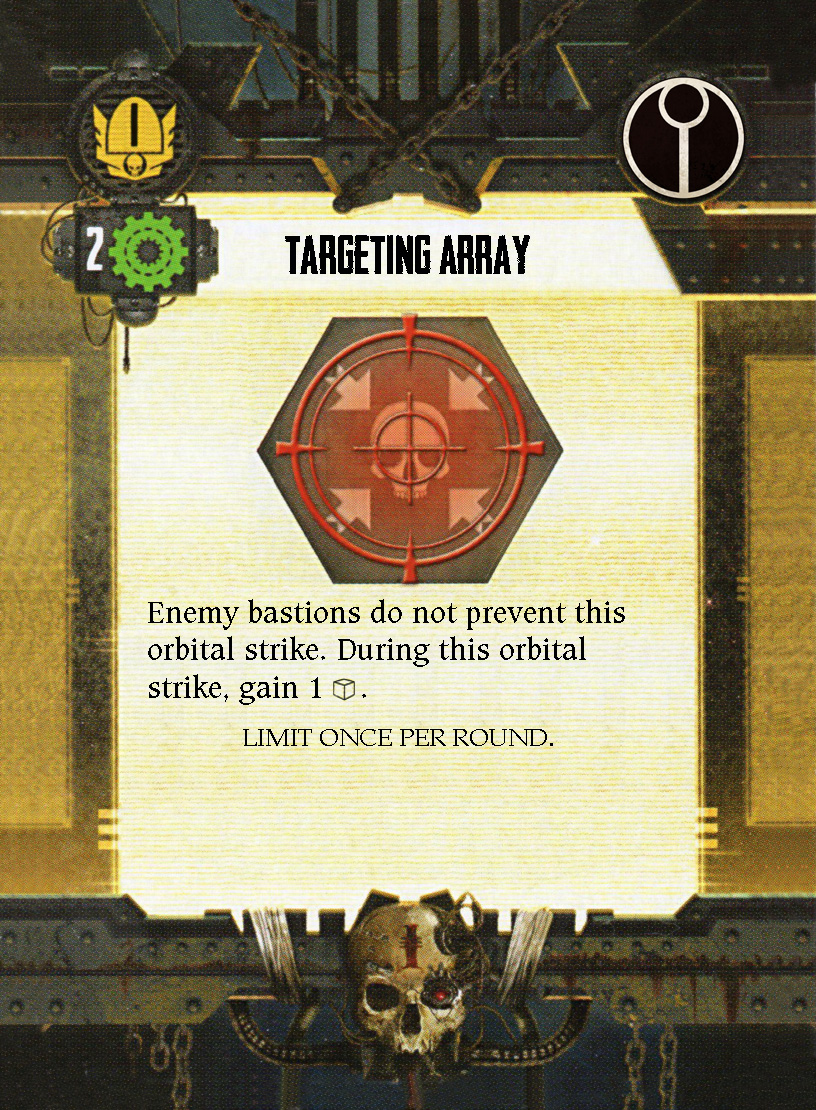 1
2
TARGETING ARRAY
Enemy bastions do not prevent this
orbital strike. During this orbital
strike, gain 1 .
LIMIT ONCE PER ROUND.
I